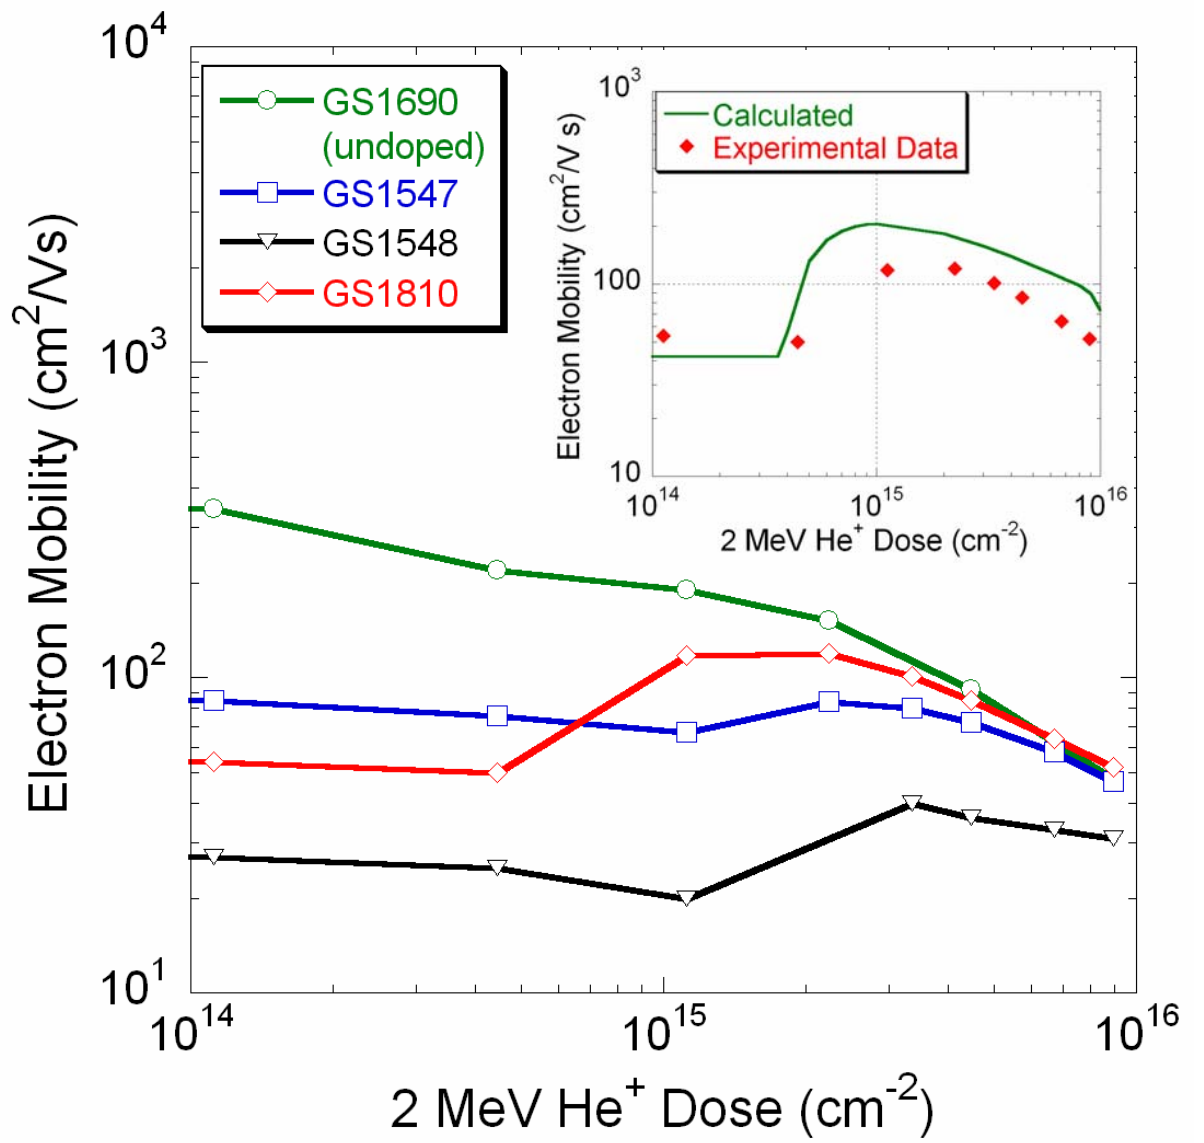 10⁴
10³
10²
10¹
Electron Mobility (cm²/Vs)
GS1690
(undoped)
GS1547
GS1548
GS1810
10¹⁴
10¹⁵
10¹⁶
2 MeV He⁺ Dose (cm⁻²)
10³
100
10
Electron Mobility (cm²/V s)
Calculated
Experimental Data
10¹⁴
10¹⁵
10¹⁶
2 MeV He⁺ Dose (cm⁻²)